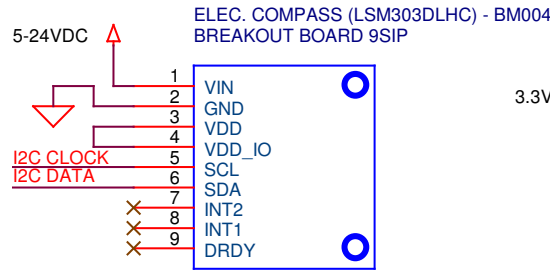 ELEC. COMPASS (LSM303DLHC) - BM004
BREAKOUT BOARD 9SIP
5-24VDC
3.3V
1 VIN
2 GND
3 VDD
4 VDD_IO
I2C CLOCK 5 SCL
I2C DATA 6 SDA
7 INT2
8 INT1
9 DRDY